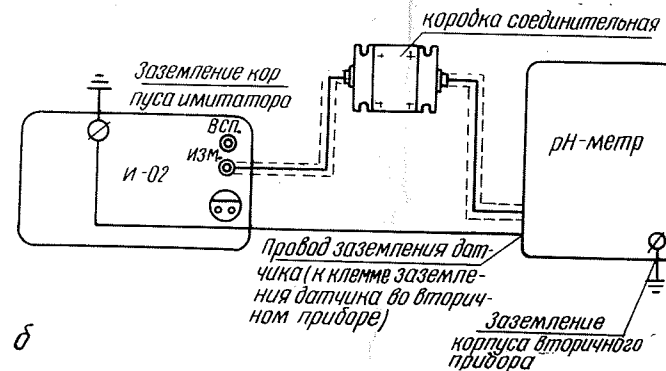 коробка соединительная
Заземление кор
пуса имитатора
ВСП.
ИЗМ.
И-02
рН-метр
Провод заземления дат-
чика (к клемме заземле-
ния датчика во вторич-
ном приборе)
Заземление
корпуса вторичного
прибора
б